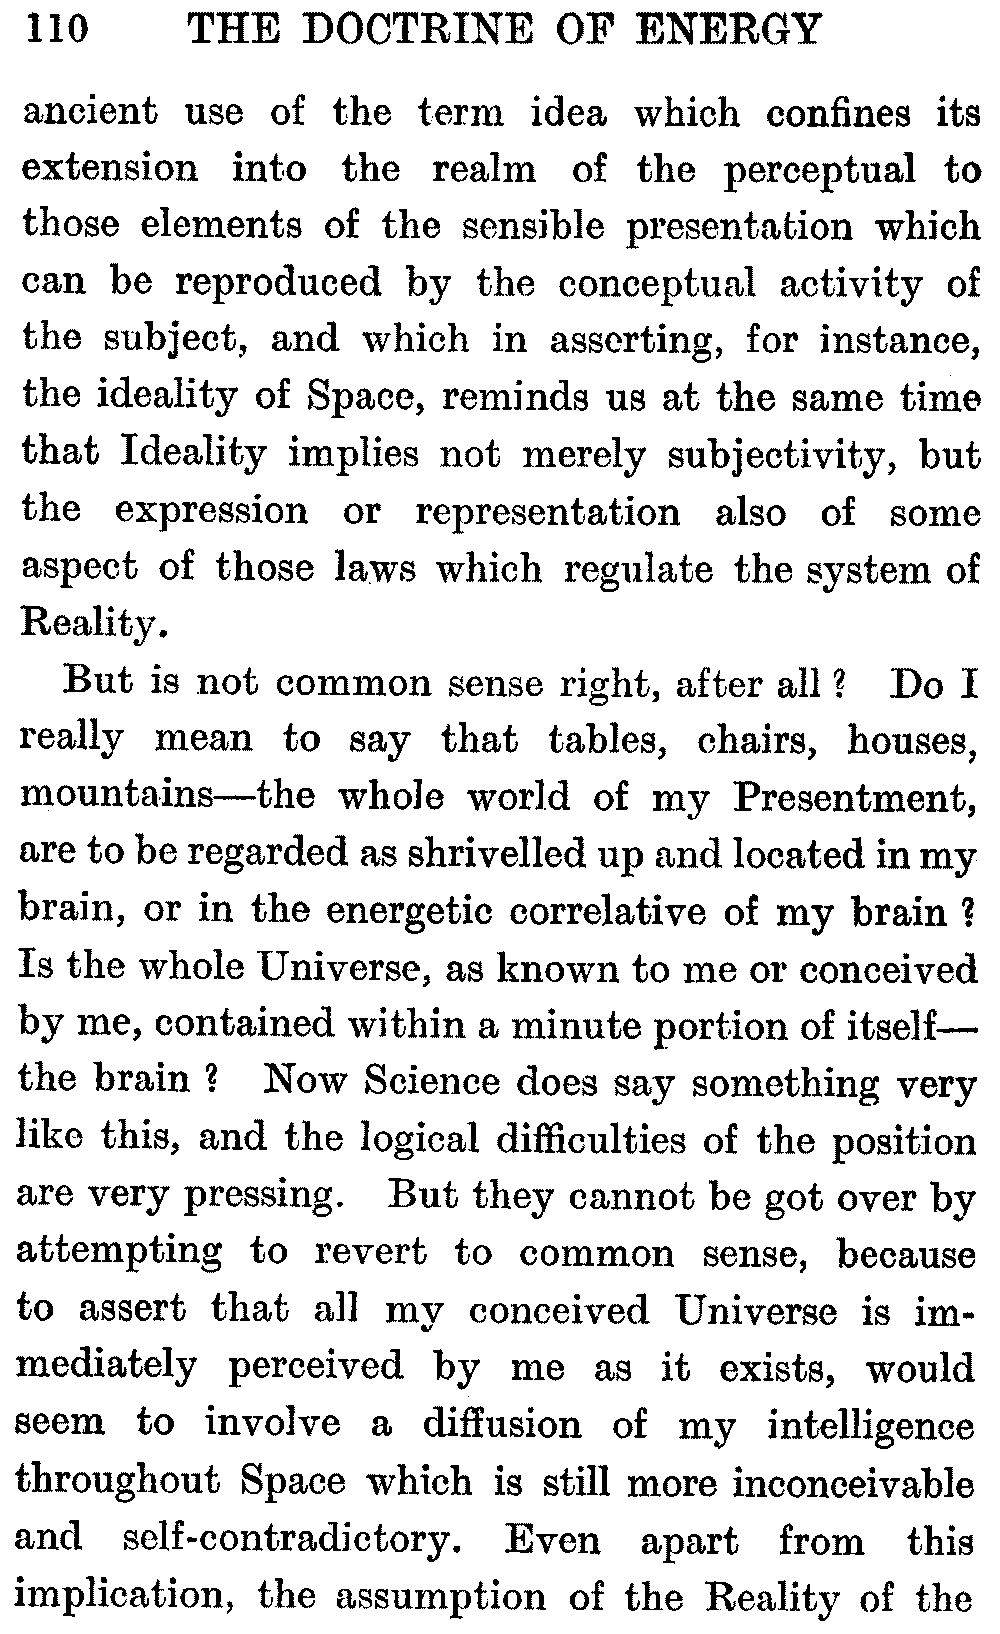 110 THE DOCTRINE OF ENERGY
ancient use of the term idea which confines its
extension into the realm of the perceptual to
those elements of the sensible presentation which
can be reproduced by the conceptual activity of
the subject, and which in asserting, for instance,
the ideality of Space, reminds us at the same time
that Ideality implies not merely subjectivity, but
the expression or representation also of some
aspect of those laws which regulate the system of
Reality.
But is not common sense right, after all ? Do I
really mean to say that tables, chairs, houses,
mountains—the whole world of my Presentment,
are to be regarded as shrivelled up and located in my
brain, or in the energetic correlative of my brain ?
Is the whole Universe, as known to me or conceived
by me, contained within a minute portion of itself—
the brain ? Now Science does say something very
like this, and the logical difficulties of the position
are very pressing. But they cannot be got over by
attempting to revert to common sense, because
to assert that all my conceived Universe is im-
mediately perceived by me as it exists, would
seem to involve a diffusion of my intelligence
throughout Space which is still more inconceivable
and self-contradictory. Even apart from this
implication, the assumption of the Reality of the